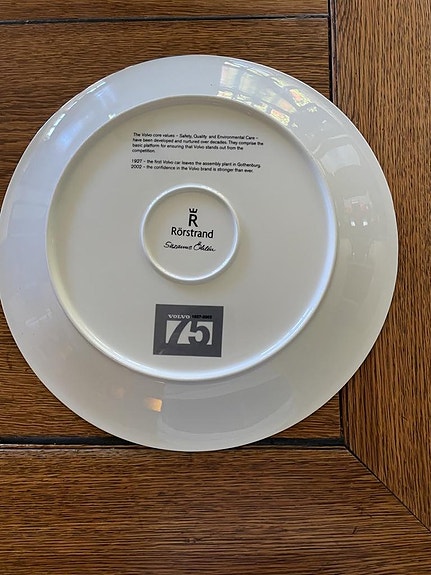 The Volvo core values – Safety, Quality and Environmental Care –
have been developed and nurtured over decades. They comprise the
basic platform for ensuring that Volvo stands out from the
competition.
1927 – the first Volvo car leaves the assembly plant in Gothenburg.
2002 – the confidence in the Volvo brand is stronger than ever.
R
Rörstrand
VOLVO 1927-2002
75